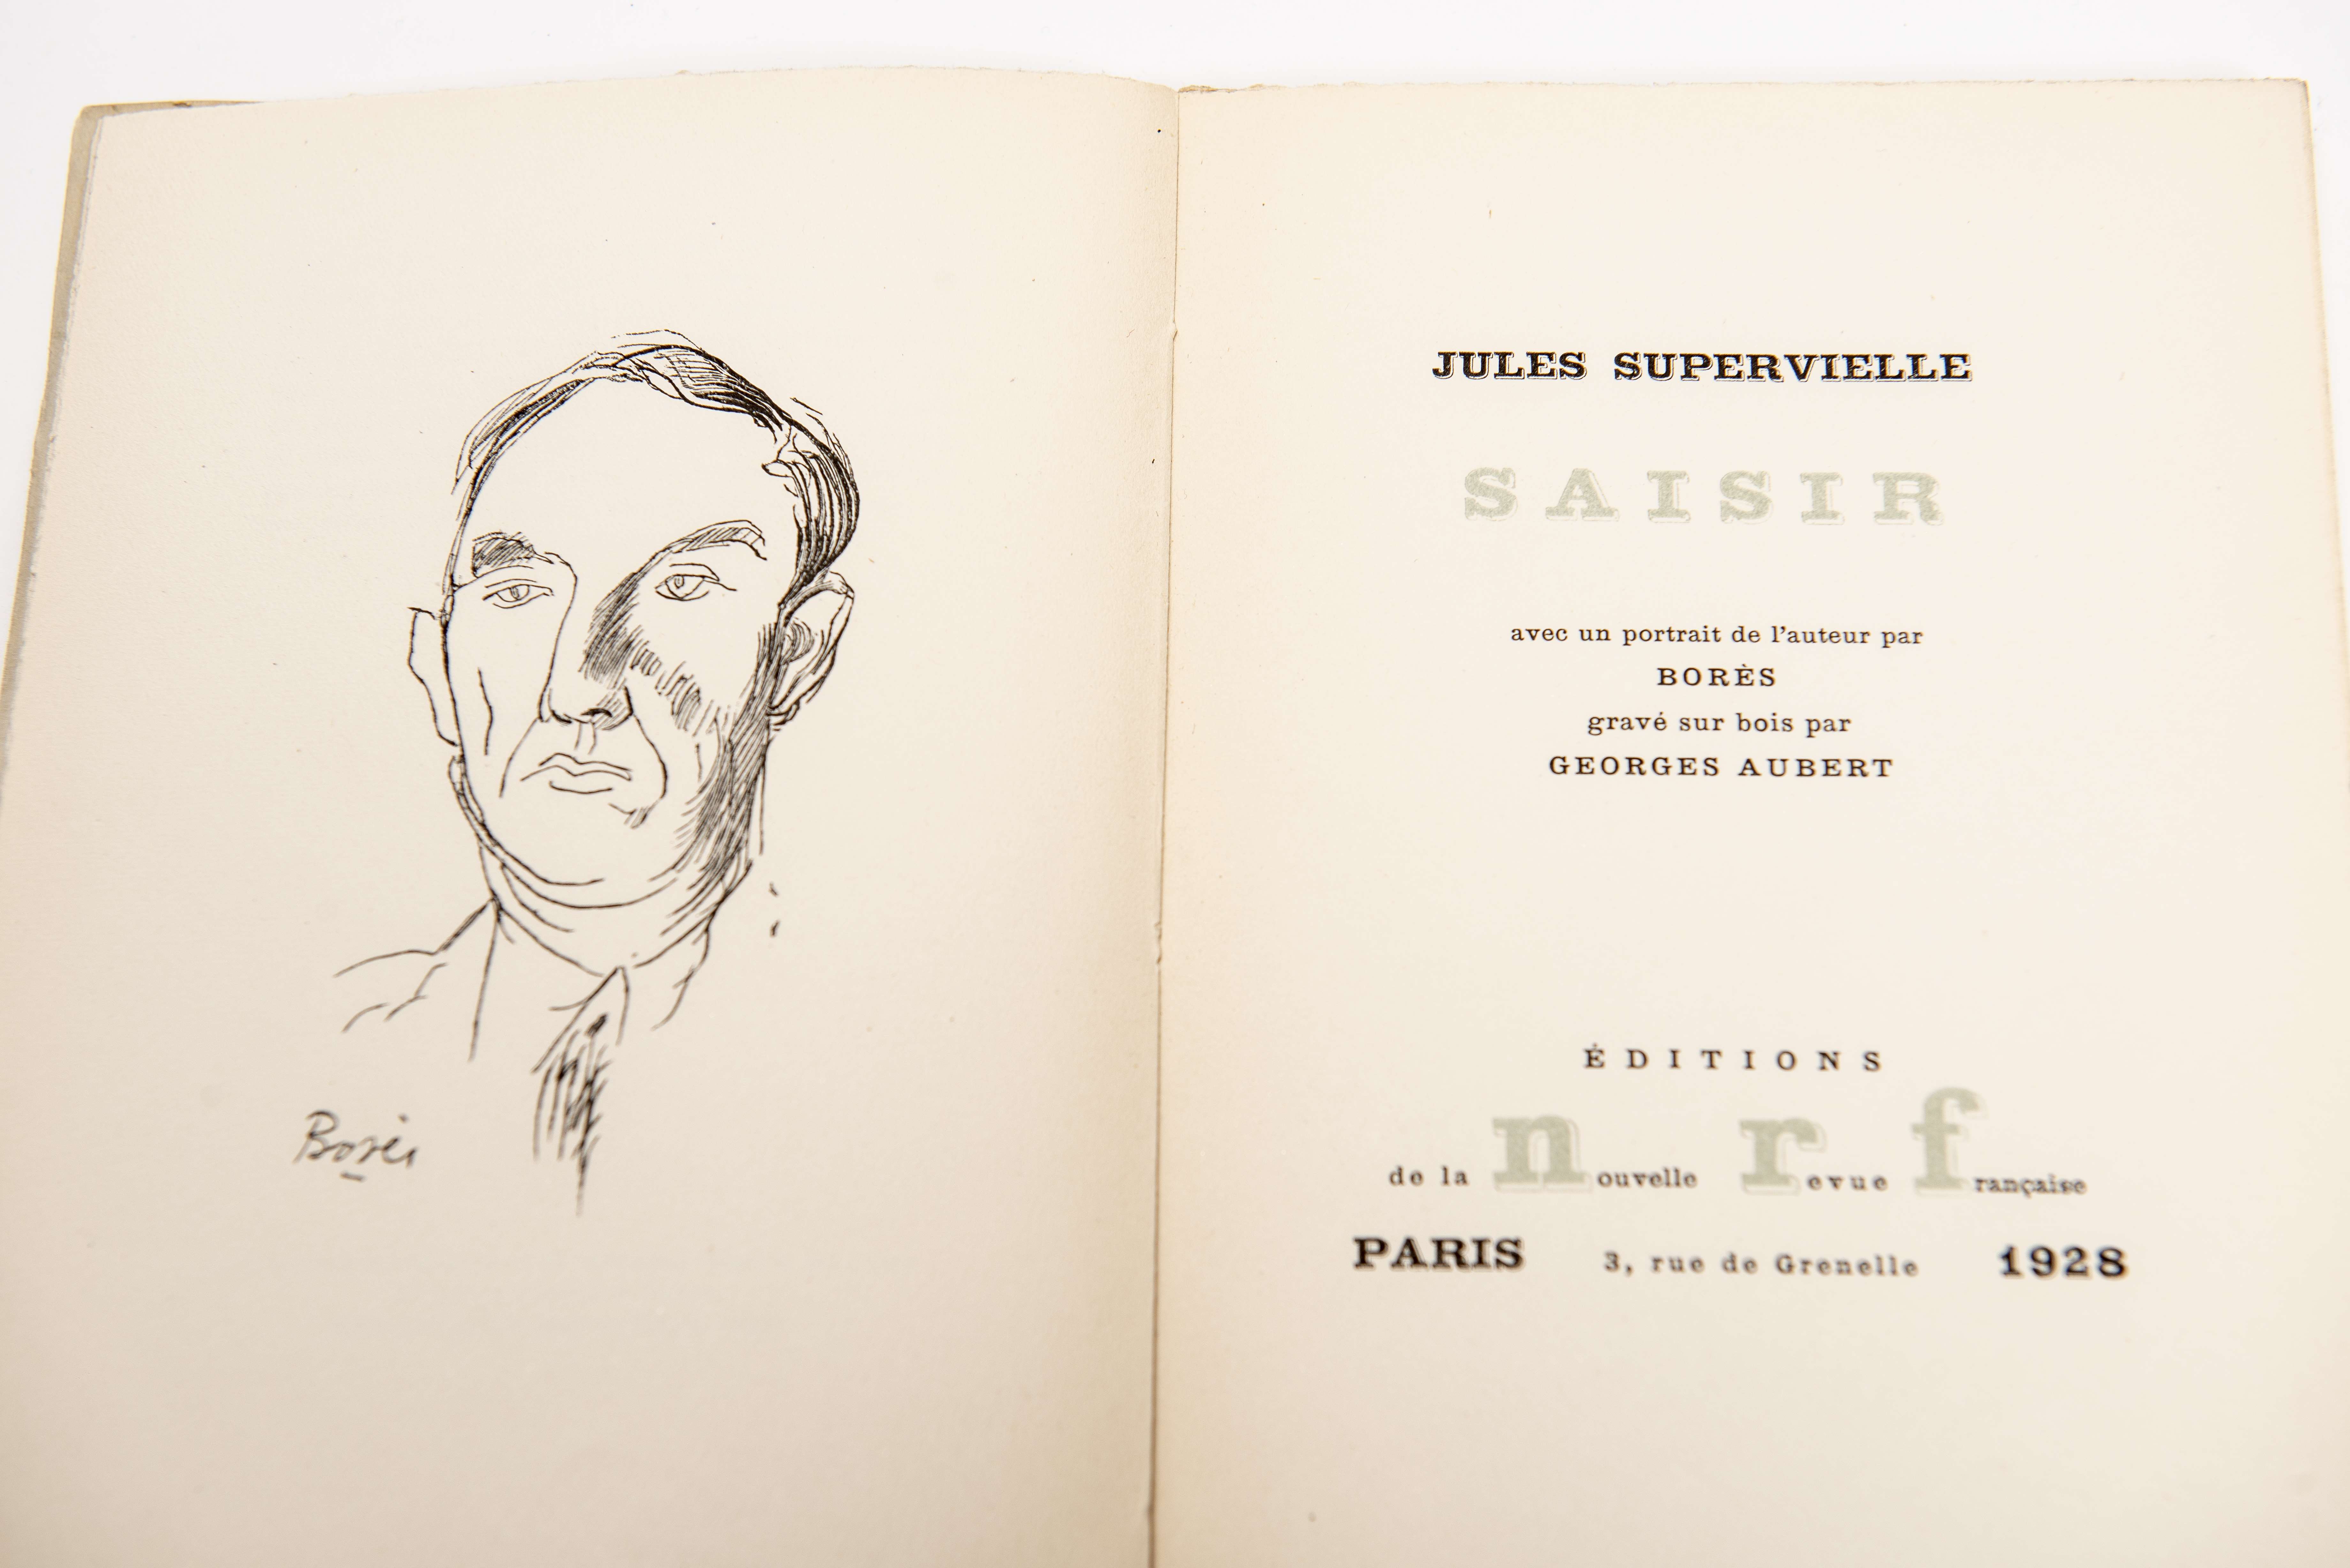 Borès
JULES SUPERVIELLE
SAISIR
avec un portrait de l'auteur par
BORÈS
gravé sur bois par
GEORGES AUBERT
ÉDITIONS
de la nouvelle revue française
PARIS 3, rue de Grenelle 1928